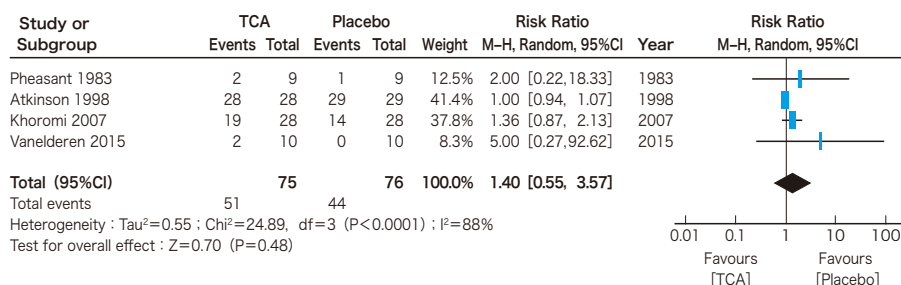 Study or Subgroup TCA Events Total Placebo Events Total Weight Risk Ratio M-H, Random, 95%CI Year Risk Ratio M-H, Random, 95%CI
Pheasant 1983 2 9 1 9 12.5% 2.00 [0.22,18.33] 1983
Atkinson 1998 28 28 29 29 41.4% 1.00 [0.94, 1.07] 1998
Khoromi 2007 19 28 14 28 37.8% 1.36 [0.87, 2.13] 2007
Vanelderen 2015 2 10 0 10 8.3% 5.00 [0.27,92.62] 2015
Total (95%CI) 75 76 100.0% 1.40 [0.55, 3.57]
Total events 51 44
Heterogeneity : Tau²=0.55 ; Chi²=24.89, df=3 (P<0.0001) ; I²=88%
Test for overall effect : Z=0.70 (P=0.48)
0.01 0.1 1 10 100
Favours [TCA] Favours [Placebo]